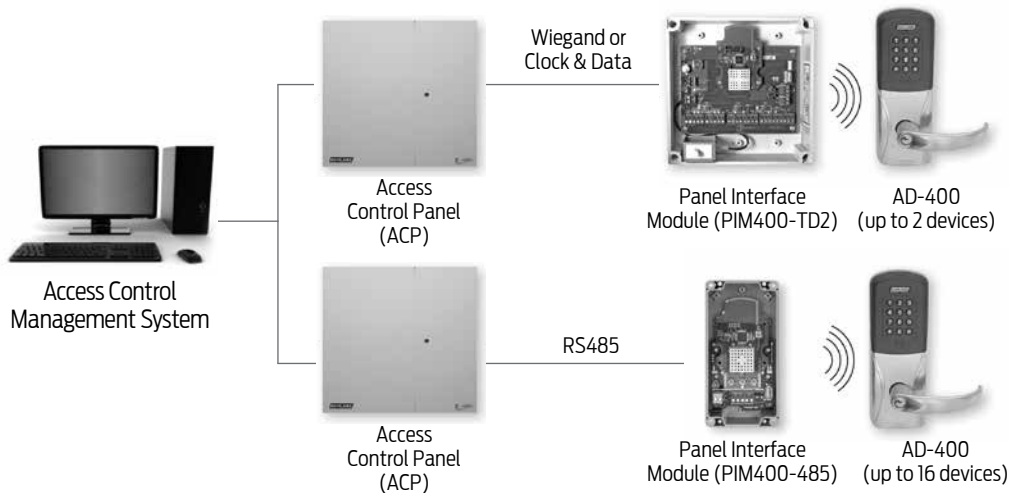 Wiegand or
Clock & Data
Access
Control Panel
(ACP)
Panel Interface
Module (PIM400-TD2)
AD-400
(up to 2 devices)
Access Control
Management System
RS485
Access
Control Panel
(ACP)
Panel Interface
Module (PIM400-485)
AD-400
(up to 16 devices)